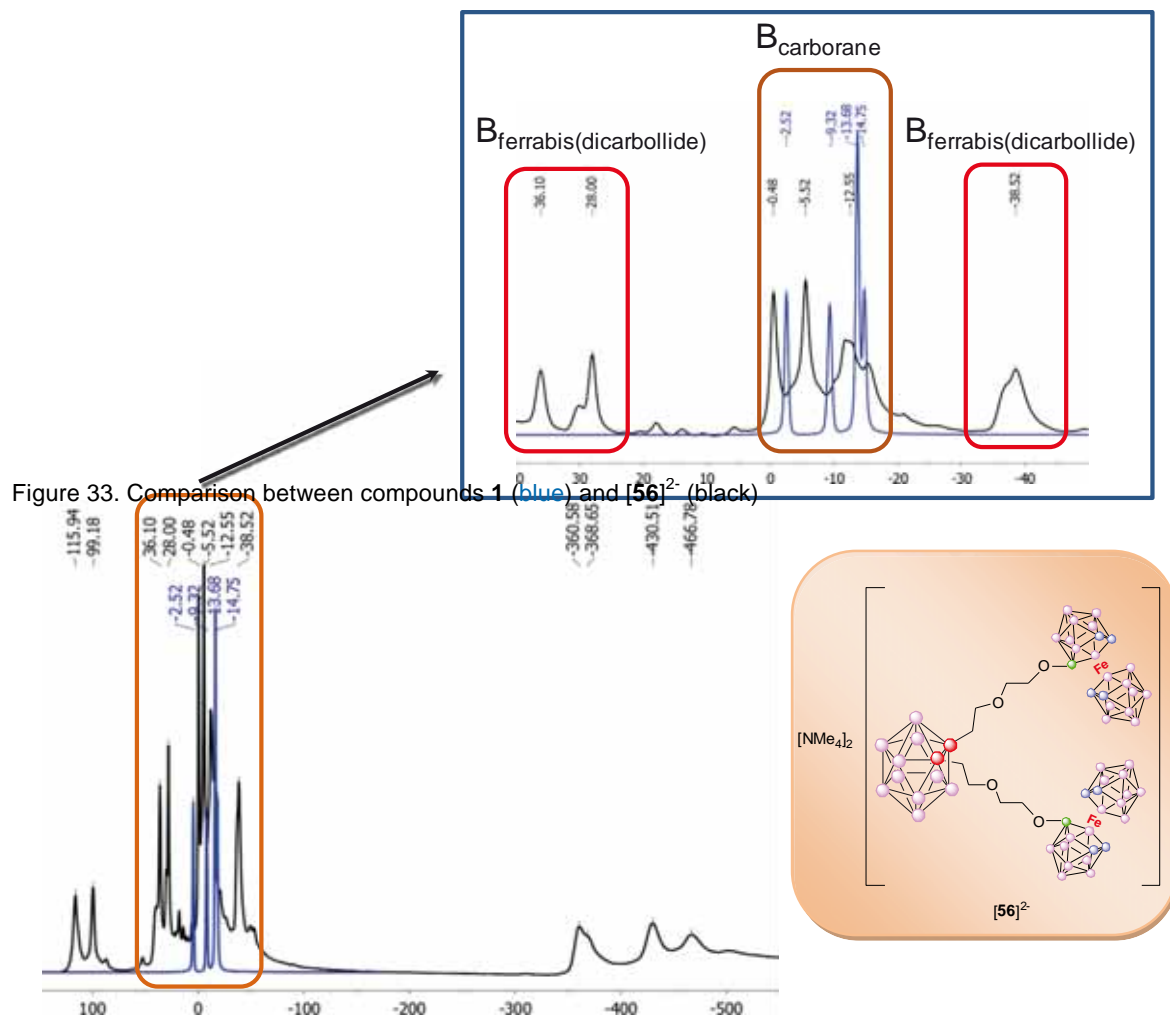 B carborane
B ferrabis(dicarbollide)
B ferrabis(dicarbollide)
--36.10
--28.00
---2.52
---9.32
--13.68
--14.75
---0.48
---5.52
---12.55
---38.52
30 20 10 0 -10 -20 -30 -40
Figure 33. Comparison between compounds 1 (blue) and [56]2- (black)
--115.94
--99.18
36.10
28.00
-0.48
-5.52
-12.55
-38.52
-2.52
-9.32
-13.68
-14.75
-360.58
-368.65
--430.51
--466.78
100 0 -100 -200 -300 -400 -500
[NMe4]2
O
O
Fe
O
O
Fe
[56]2-